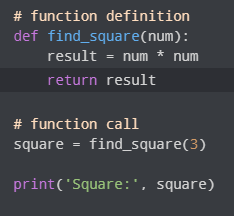 # function definition
def find_square(num):
    result = num * num
    return result

# function call
square = find_square(3)

print('Square:', square)